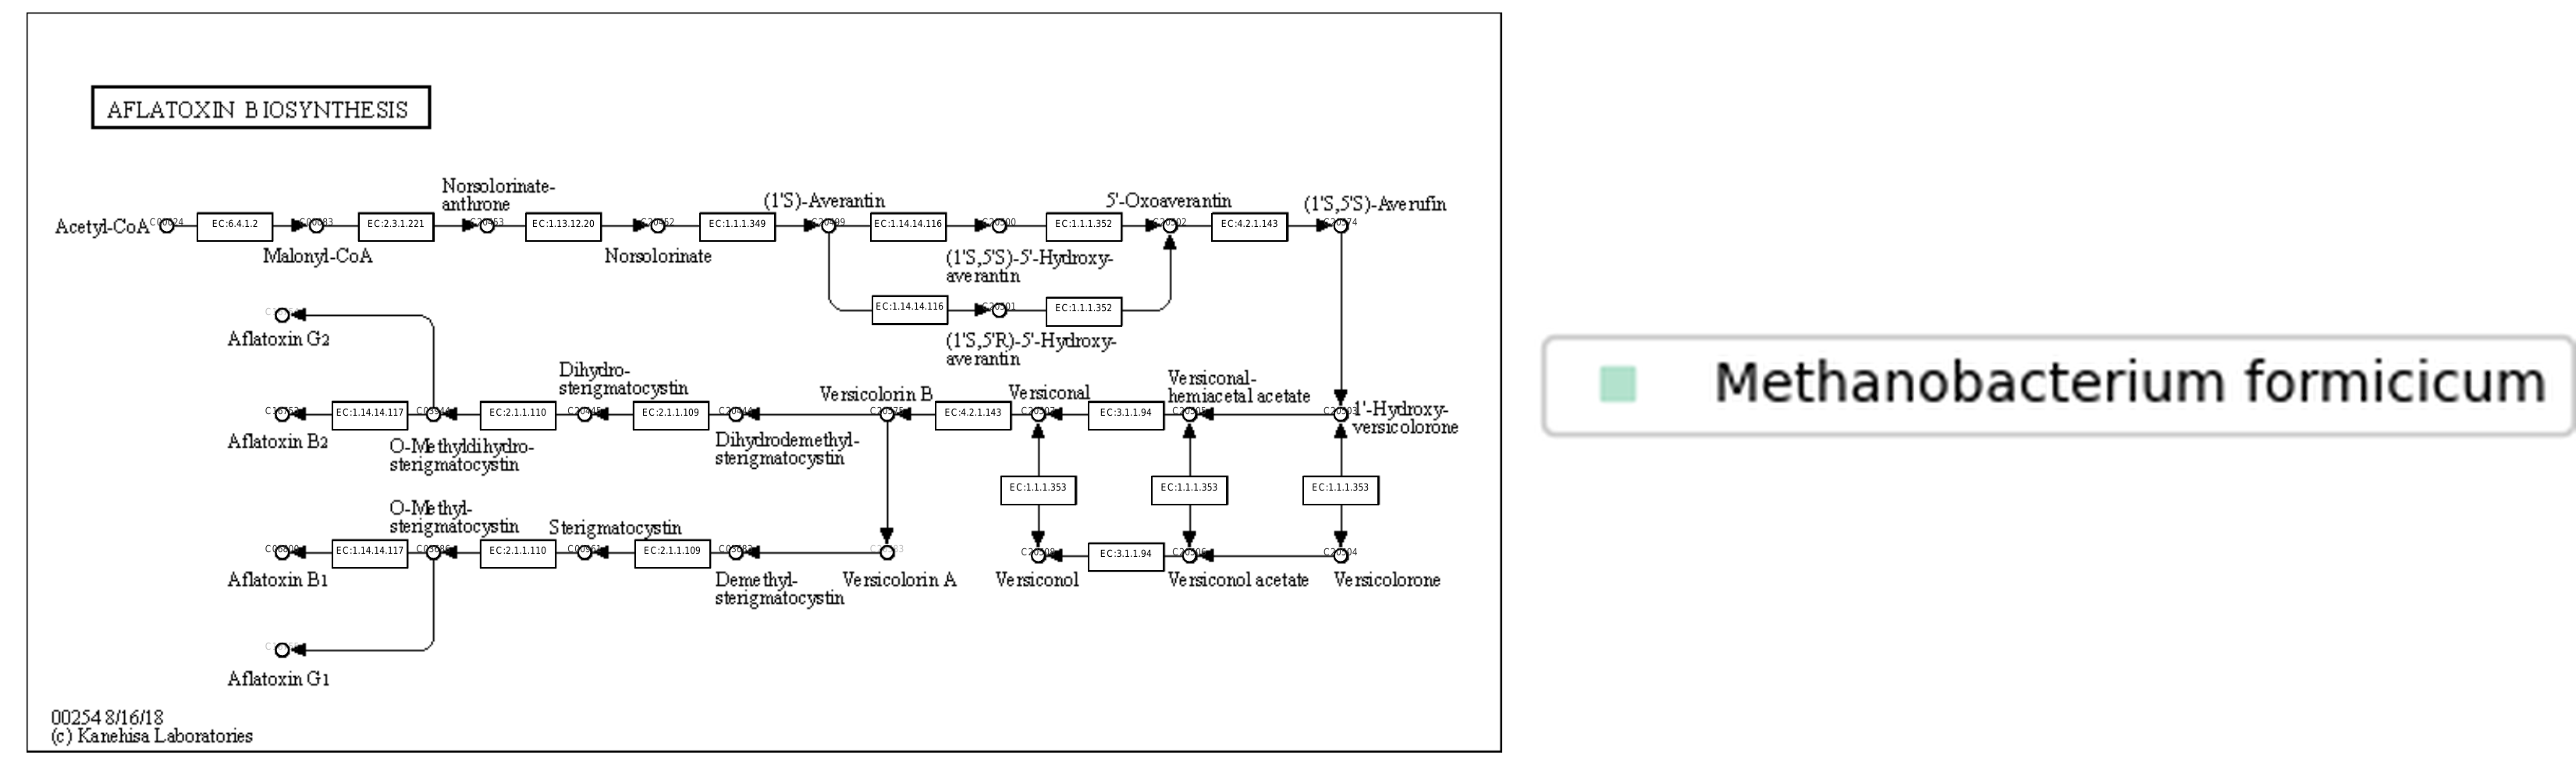 AFLATOXIN BIOSYNTHESIS
Norsolorinate-
anthrone
(1'S)-Averantin
5'-Oxoaverantin
(1'S,5'S)-Averufin
Acetyl-CoA
EC:6.4.1.2
EC:2.3.1.221
EC:1.13.12.20
EC:1.1.1.349
EC:1.14.14.116
EC:1.1.1.352
EC:4.2.1.143
Malonyl-CoA
Norsolorinate
(1'S,5'S)-5'-Hydroxy-
averantin
EC:1.14.14.116
EC:1.1.1.352
(1'S,5'R)-5'-Hydroxy-
averantin
Aflatoxin G2
Dihydro-
sterigmatocystin
Versicolorin B
Versiconal
Versiconal-
hemiacetal acetate
EC:1.14.14.117
EC:2.1.1.110
EC:2.1.1.109
EC:4.2.1.143
EC:3.1.1.94
1'-Hydroxy-
versicolorone
Aflatoxin B2
O-Methyldihydro-
sterigmatocystin
Dihydrodemethyl-
sterigmatocystin
EC:1.1.1.353
EC:1.1.1.353
EC:1.1.1.353
O-Methyl-
sterigmatocystin
Sterigmatocystin
EC:1.14.14.117
EC:2.1.1.110
EC:2.1.1.109
EC:3.1.1.94
Aflatoxin B1
Demethyl-
sterigmatocystin
Versicolorin A
Versiconol
Versiconol acetate
Versicolorone
Aflatoxin G1
00254 8/16/18
(c) Kanehisa Laboratories
Methanobacterium formicicum